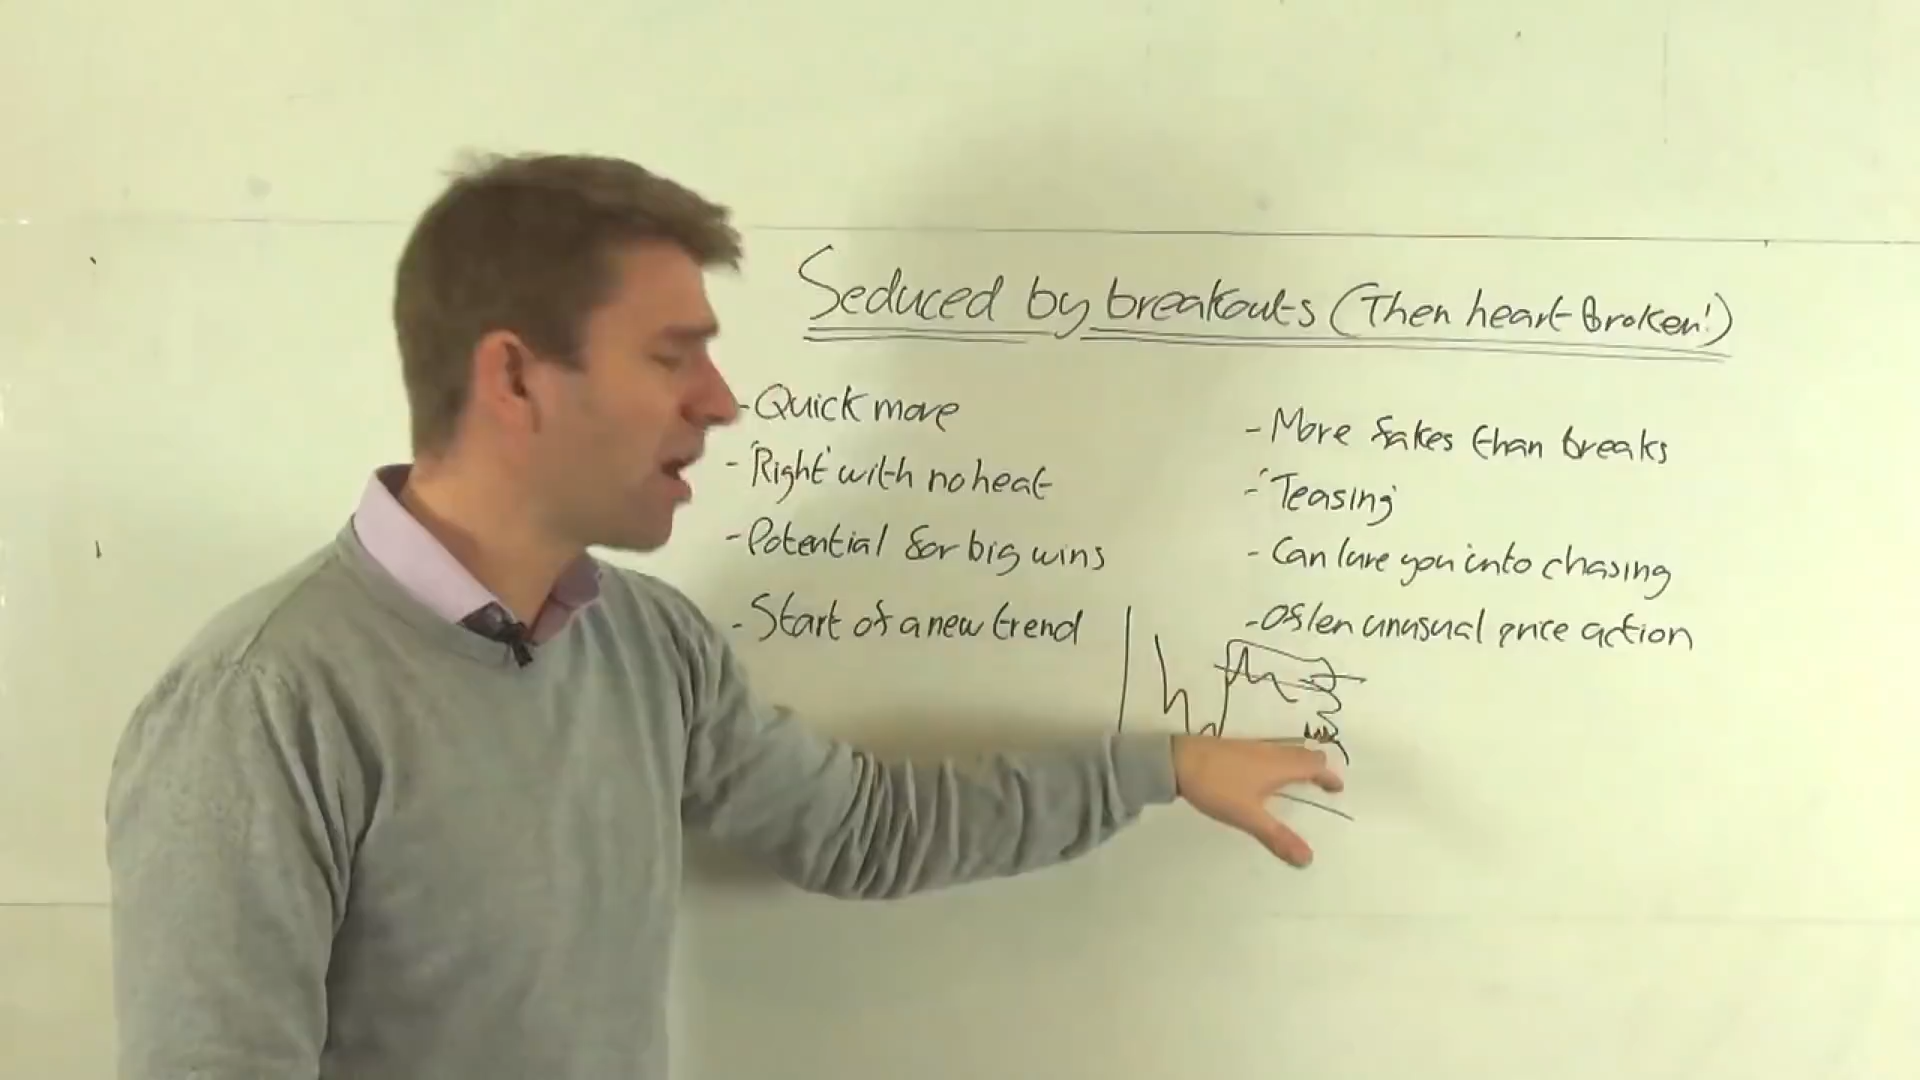 Seduced by breakouts (Then heart broken!)
- Quick move
- 'Right' with no heat
- Potential for big wins
- Start of a new trend
- More fakes than breaks
- 'Teasing'
- Can lure you into chasing
- Often unusual price action